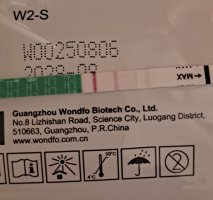 W2-S
W00250806
MAX
Guangzhou Wondfo Biotech Co., Ltd.
No.8 Lizhishan Road, Science City, Luogang District,
510663, Guangzhou, P.R.China
www.wondfo.com.cn